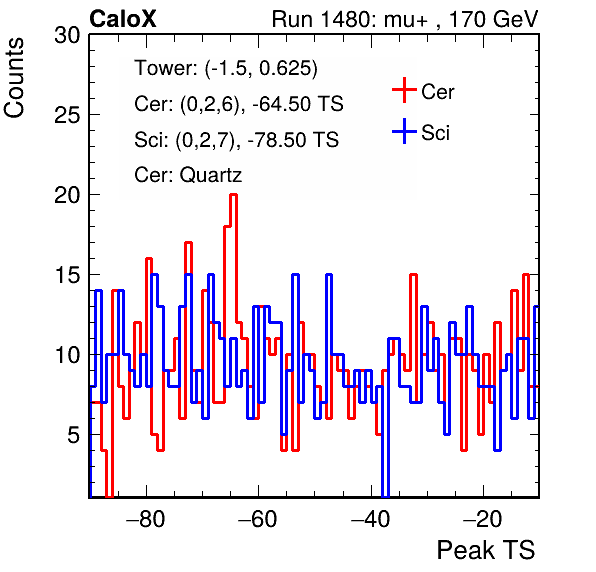 CaloX Run 1480: mu+ , 170 GeV
Counts
30
25
20
15
10
5
Tower: (-1.5, 0.625)
Cer: (0,2,6), -64.50 TS
Sci: (0,2,7), -78.50 TS
Cer: Quartz
Cer
Sci
−80 −60 −40 −20
Peak TS